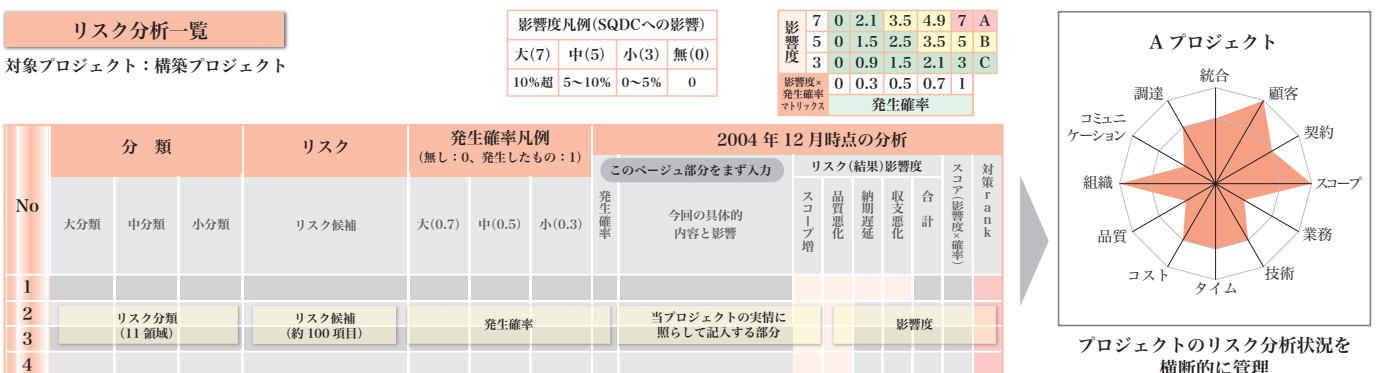 リスク分析一覧
対象プロジェクト：構築プロジェクト
影響度凡例(SQDCへの影響)
大(7) 中(5) 小(3) 無(0)
10%超 5〜10% 0〜5% 0
影響度
7 0 2.1 3.5 4.9 7 A
5 0 1.5 2.5 3.5 5 B
3 0 0.9 1.5 2.1 3 C
影響度×
発生確率
マトリックス
0 0.3 0.5 0.7 1
発生確率
No
分 類
リスク
発生確率凡例
(無し：0、発生したもの：1)
2004 年 12 月時点の分析
このベージュ部分をまず入力
リスク(結果)影響度
大分類 中分類 小分類
リスク候補
大(0.7) 中(0.5) 小(0.3)
発生確率
今回の具体的
内容と影響
スコープ増
品質悪化
納期遅延
収支悪化
合計
スコア(影響度×確率)
対策rank
1
2
3
4
リスク分類
(11 領域)
リスク候補
(約 100 項目)
発生確率
当プロジェクトの実情に
照らして記入する部分
影響度
A プロジェクト
統合
顧客
契約
スコープ
業務
技術
タイム
コスト
品質
組織
コミュニ
ケーション
調達
プロジェクトのリスク分析状況を
横断的に管理